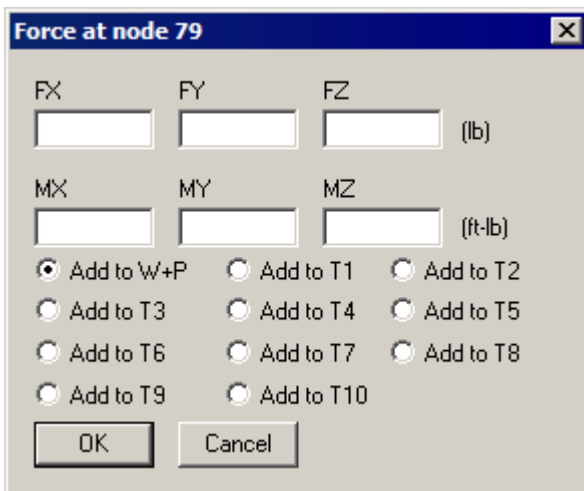 Force at node 79
FX FY FZ
(lb)
MX MY MZ
(ft-lb)
Add to W+P Add to T1 Add to T2
Add to T3 Add to T4 Add to T5
Add to T6 Add to T7 Add to T8
Add to T9 Add to T10
OK Cancel